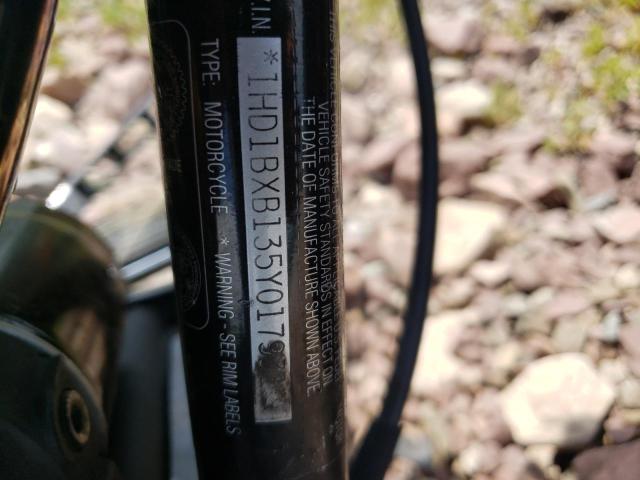 V.I.N.
*1HD1BXB135Y0179
TYPE: MOTORCYCLE * WARNING - SEE RIM LABELS
VEHICLE SAFETY STANDARDS IN EFFECT ON
THE DATE OF MANUFACTURE SHOWN ABOVE